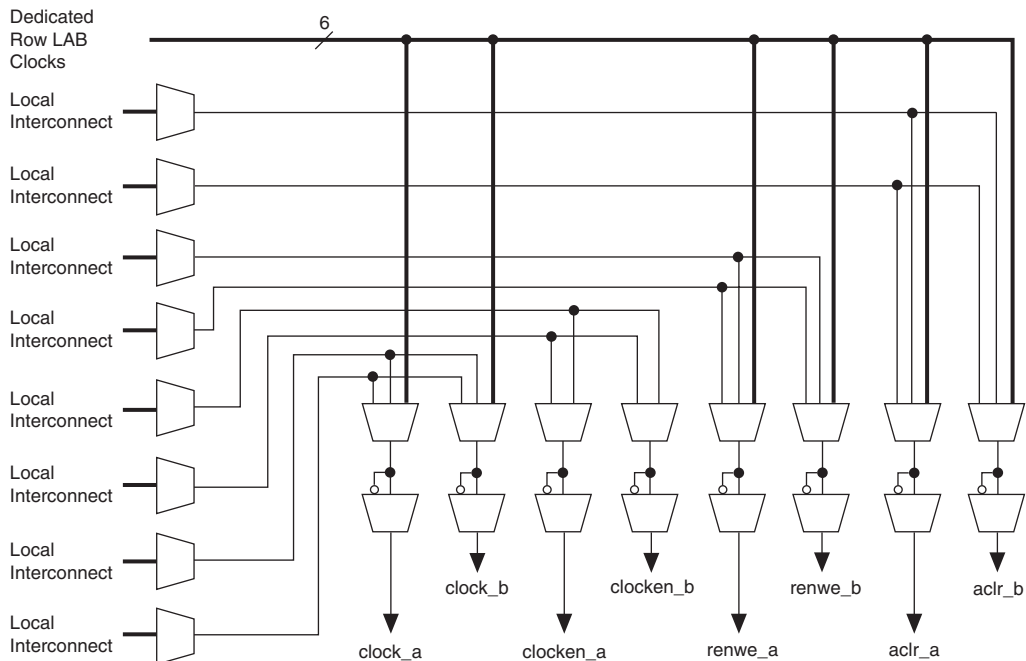 Dedicated
Row LAB
Clocks
6
Local
Interconnect
Local
Interconnect
Local
Interconnect
Local
Interconnect
Local
Interconnect
Local
Interconnect
Local
Interconnect
Local
Interconnect
clock_b
clocken_b
renwe_b
aclr_b
clock_a
clocken_a
renwe_a
aclr_a